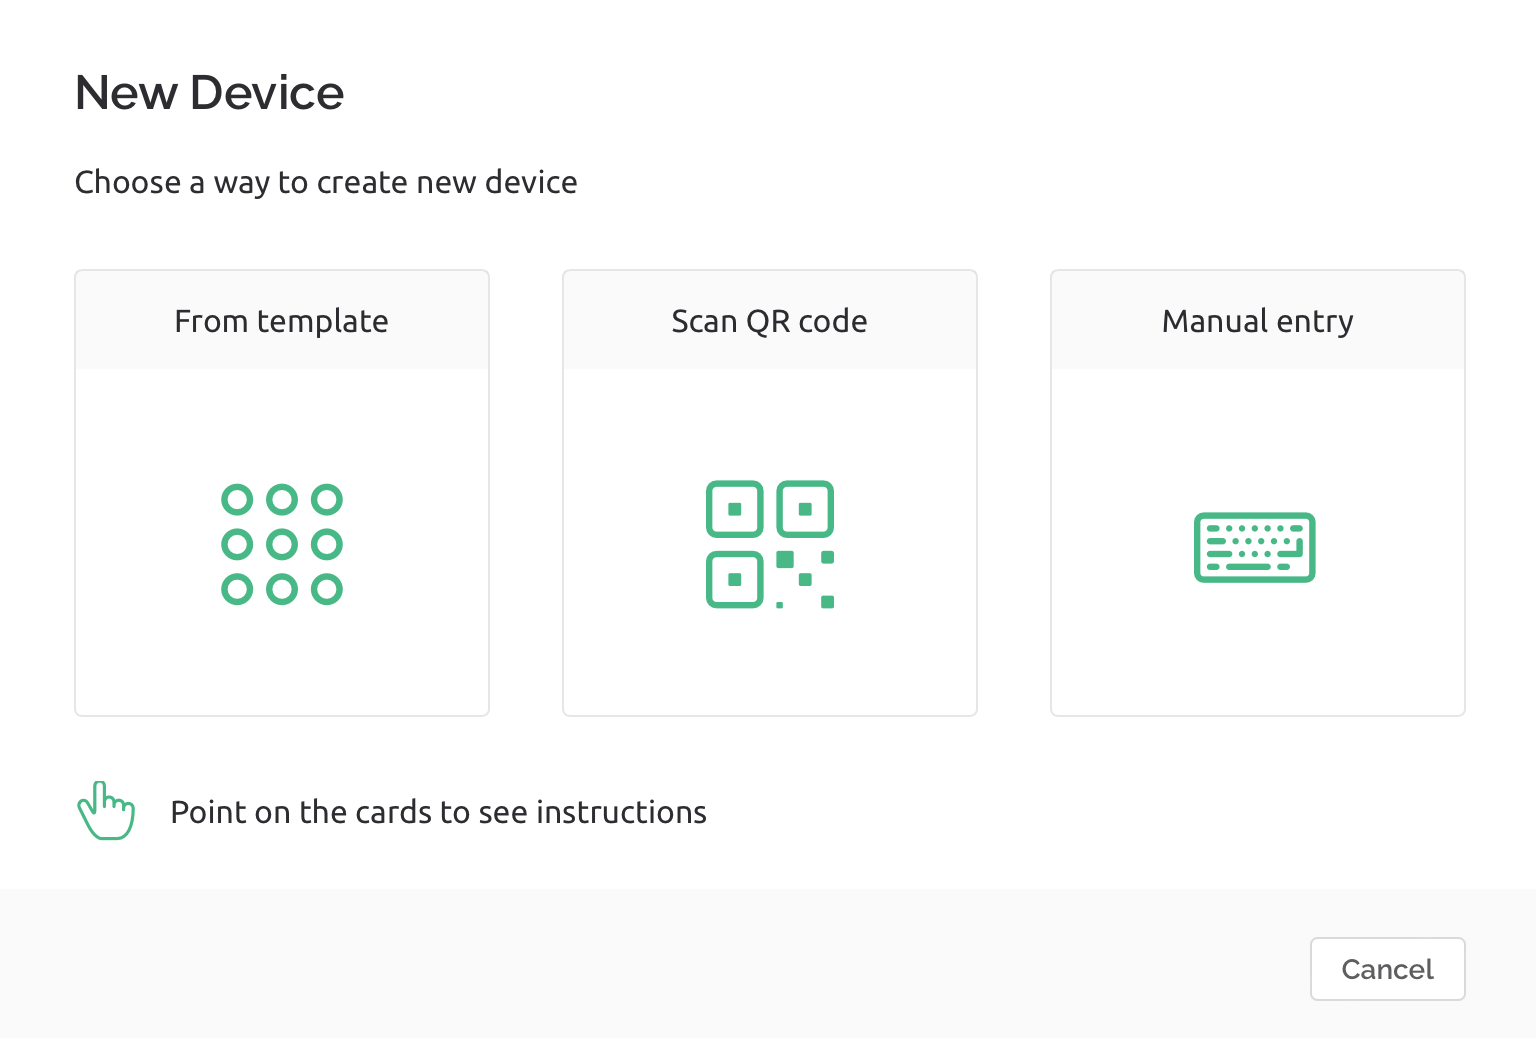 New Device
Choose a way to create new device
From template
Scan QR code
Manual entry
Point on the cards to see instructions
Cancel